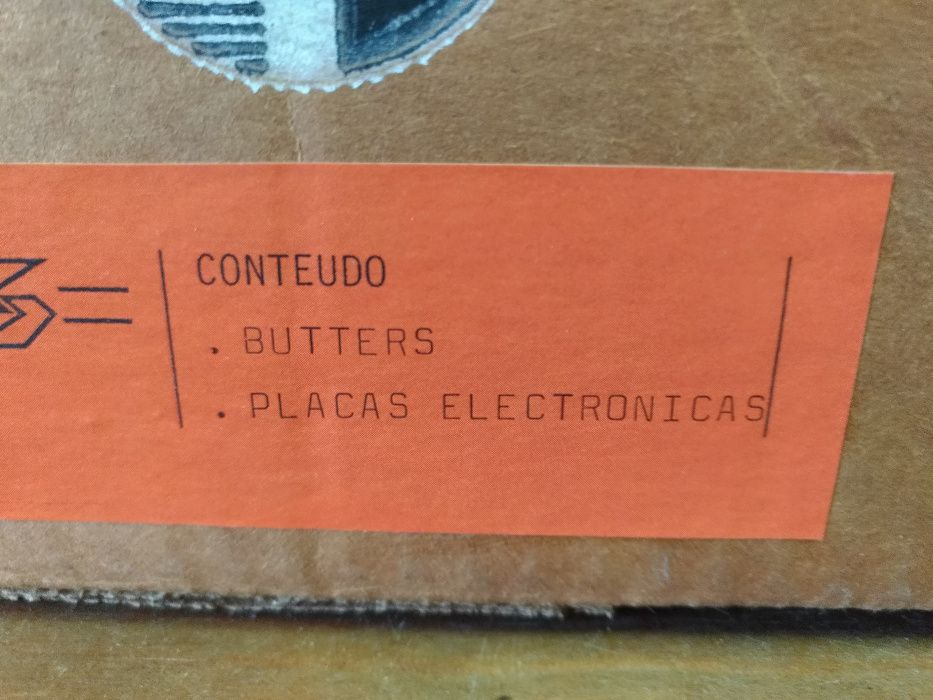 CONTEUDO
. BUTTERS
. PLACAS ELECTRONICAS